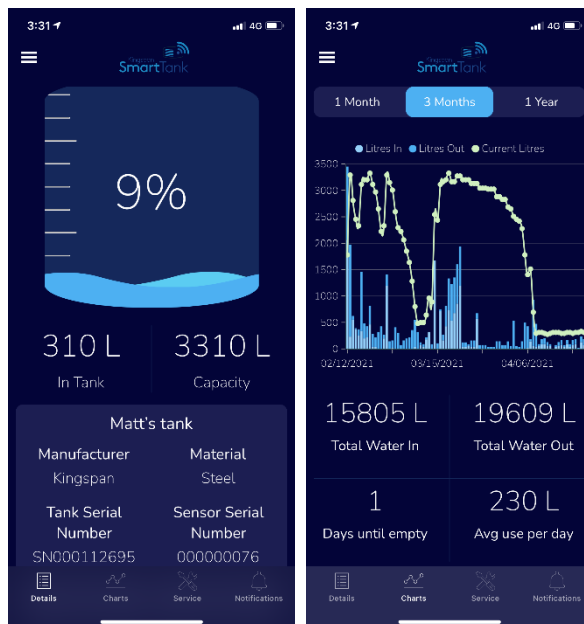 3:31
4G
Kingspan
SmartTank
9%
310 L
3310 L
In Tank
Capacity
Matt's tank
Manufacturer
Material
Kingspan
Steel
Tank Serial
Number
Sensor Serial
Number
SN000112695
000000076
Details
Charts
Service
Notifications
3:31
4G
Kingspan
SmartTank
1 Month
3 Months
1 Year
Litres In
Litres Out
Current Litres
3500
3000
2500
2000
1500
1000
500
0
02/12/2021
03/15/2021
04/06/2021
15805 L
19609 L
Total Water In
Total Water Out
1
230 L
Days until empty
Avg use per day
Details
Charts
Service
Notifications